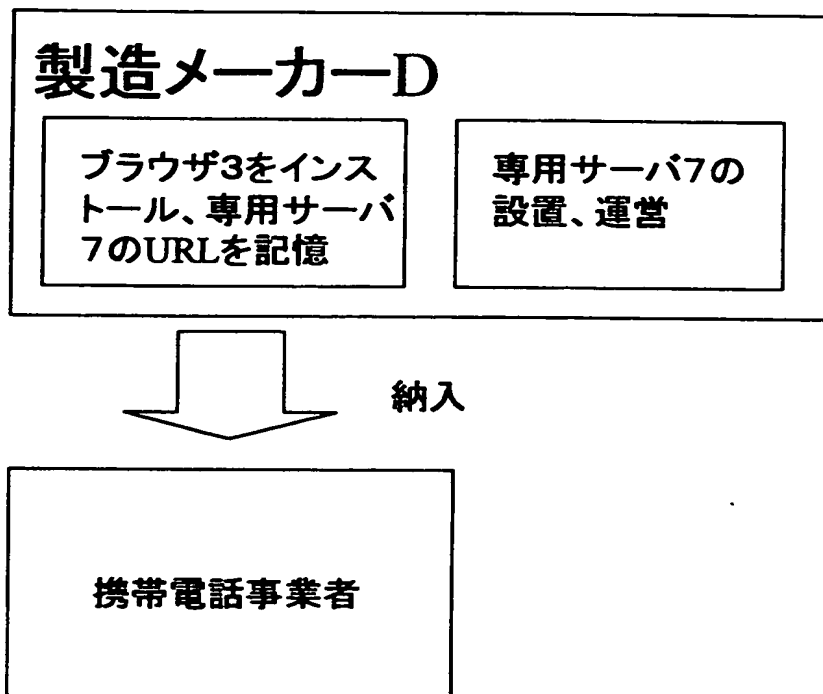 製造メーカーD
ブラウザ3をインス
トール、専用サーバ
7のURLを記憶
専用サーバ7の
設置、運営
納入
携帯電話事業者